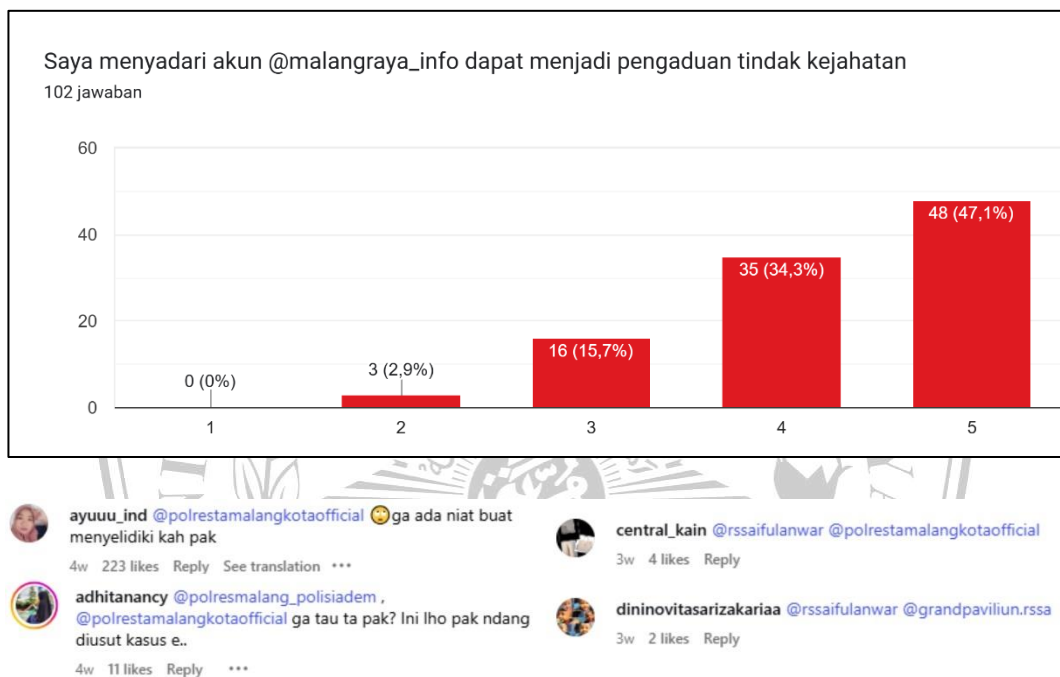 Saya menyadari akun @malangraya_info dapat menjadi pengaduan tindak kejahatan
102 jawaban
60
40
20
0
0 (0%)
3 (2,9%)
16 (15,7%)
35 (34,3%)
48 (47,1%)
1 2 3 4 5
ayuuu_ind @polrestamalangkotaofficial 🙄ga ada niat buat
menyelidiki kah pak
4w 223 likes Reply See translation •••
adhitanancy @polresmalang_polisiadem ,
@polrestamalangkotaofficial ga tau ta pak? Ini lho pak ndang
diusut kasus e..
4w 11 likes Reply •••
central_kain @rssaifulanwar @polrestamalangkotaofficial
3w 4 likes Reply
dininovitasarizakariaa @rssaifulanwar @grandpaviliun.rssa
3w 2 likes Reply